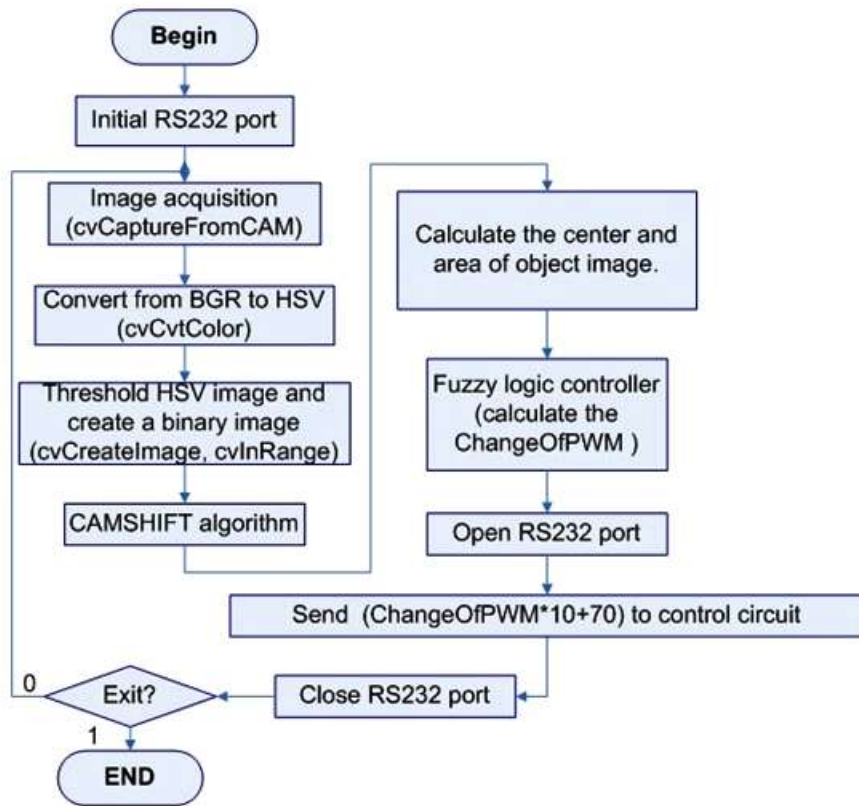 Begin
Initial RS232 port
Image acquisition
(cvCaptureFromCAM)
Convert from BGR to HSV
(cvCvtColor)
Threshold HSV image and
create a binary image
(cvCreateImage, cvInRange)
CAMSHIFT algorithm
Calculate the center and
area of object image.
Fuzzy logic controller
(calculate the
ChangeOfPWM )
Open RS232 port
Send (ChangeOfPWM*10+70) to control circuit
Close RS232 port
Exit?
0
1
END